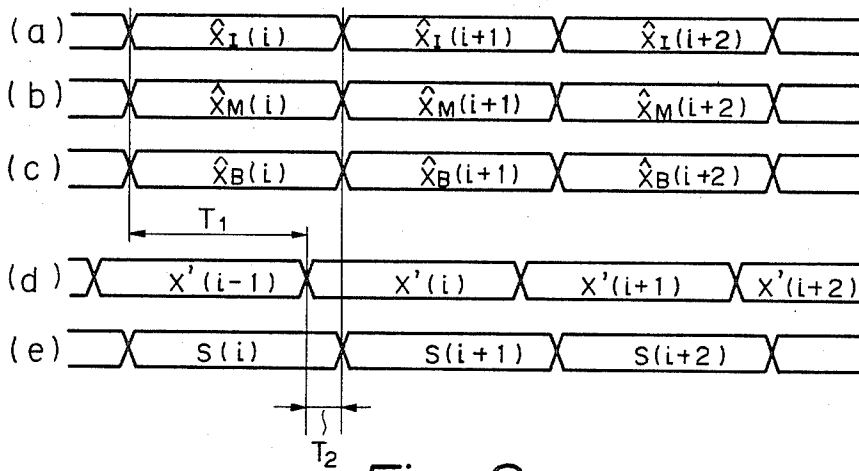 (a) X̂I(i) X̂I(i+1) X̂I(i+2)
(b) X̂M(i) X̂M(i+1) X̂M(i+2)
(c) X̂B(i) X̂B(i+1) X̂B(i+2)
T1
(d) X'(i-1) X'(i) X'(i+1) X'(i+2)
(e) S(i) S(i+1) S(i+2)
T2